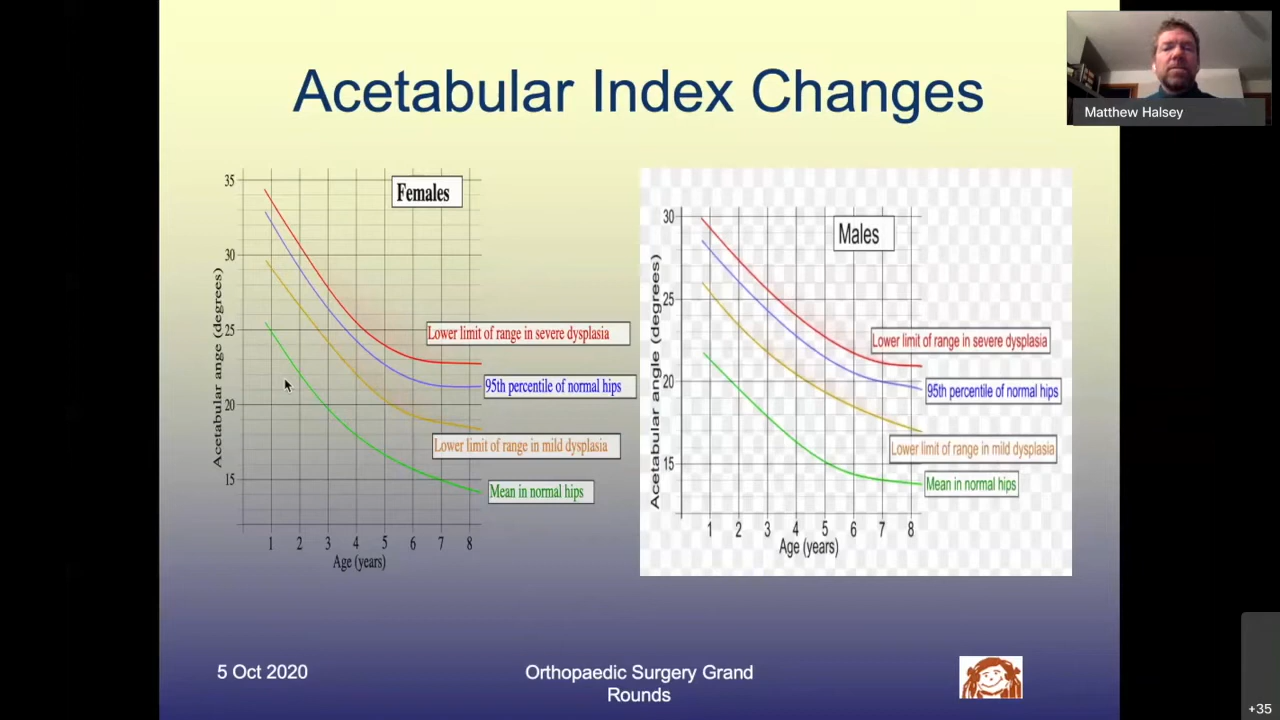 Acetabular Index Changes
Matthew Halsey
35
30
25
20
15
Acetabular ange (degrees)
Females
Lower limit of range in severe dysplasia
95th percentile of normal hips
Lower limit of range in mild dysplasia
Mean in normal hips
1 2 3 4 5 6 7 8
Age (years)
30
25
20
15
Acetabular angle (degrees)
Males
Lower limit of range in severe dysplasia
95th percentile of normal hips
Lower limit of range in mild dysplasia
Mean in normal hips
1 2 3 4 5 6 7 8
Age (years)
5 Oct 2020
Orthopaedic Surgery Grand
Rounds
+35